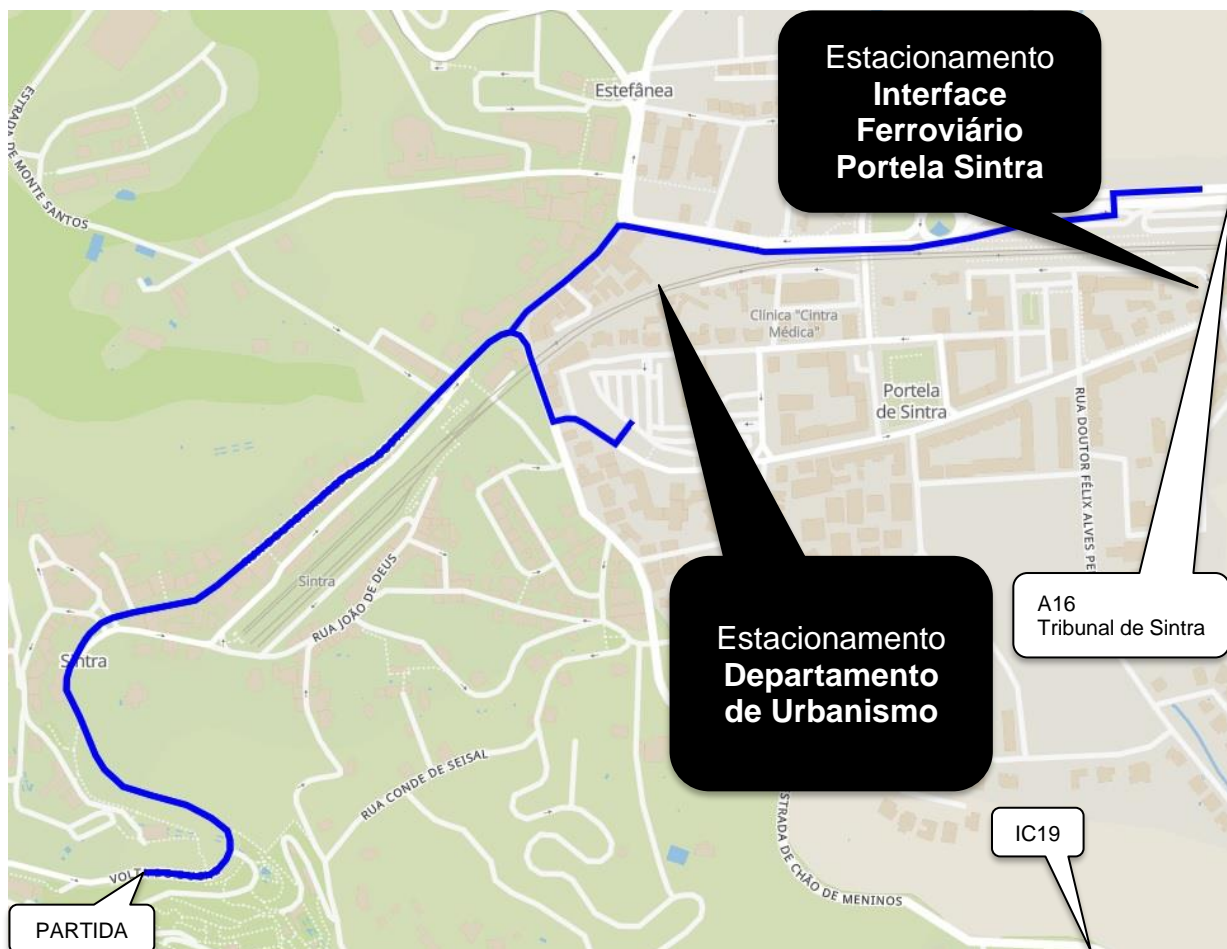 Estacionamento
Interface
Ferroviário
Portela Sintra
Estefânea
ESTRADA DE MONTE SANTOS
Clínica "Cintra
Médica"
Portela
de Sintra
RUA DOUTOR FÉLIX ALVES PE
A16
Tribunal de Sintra
Sintra
RUA JOÃO DE DEUS
Estacionamento
Departamento
de Urbanismo
Sintra
RUA CONDE DE SEISAL
IC19
STRADA DE CHÃO DE MENINOS
PARTIDA